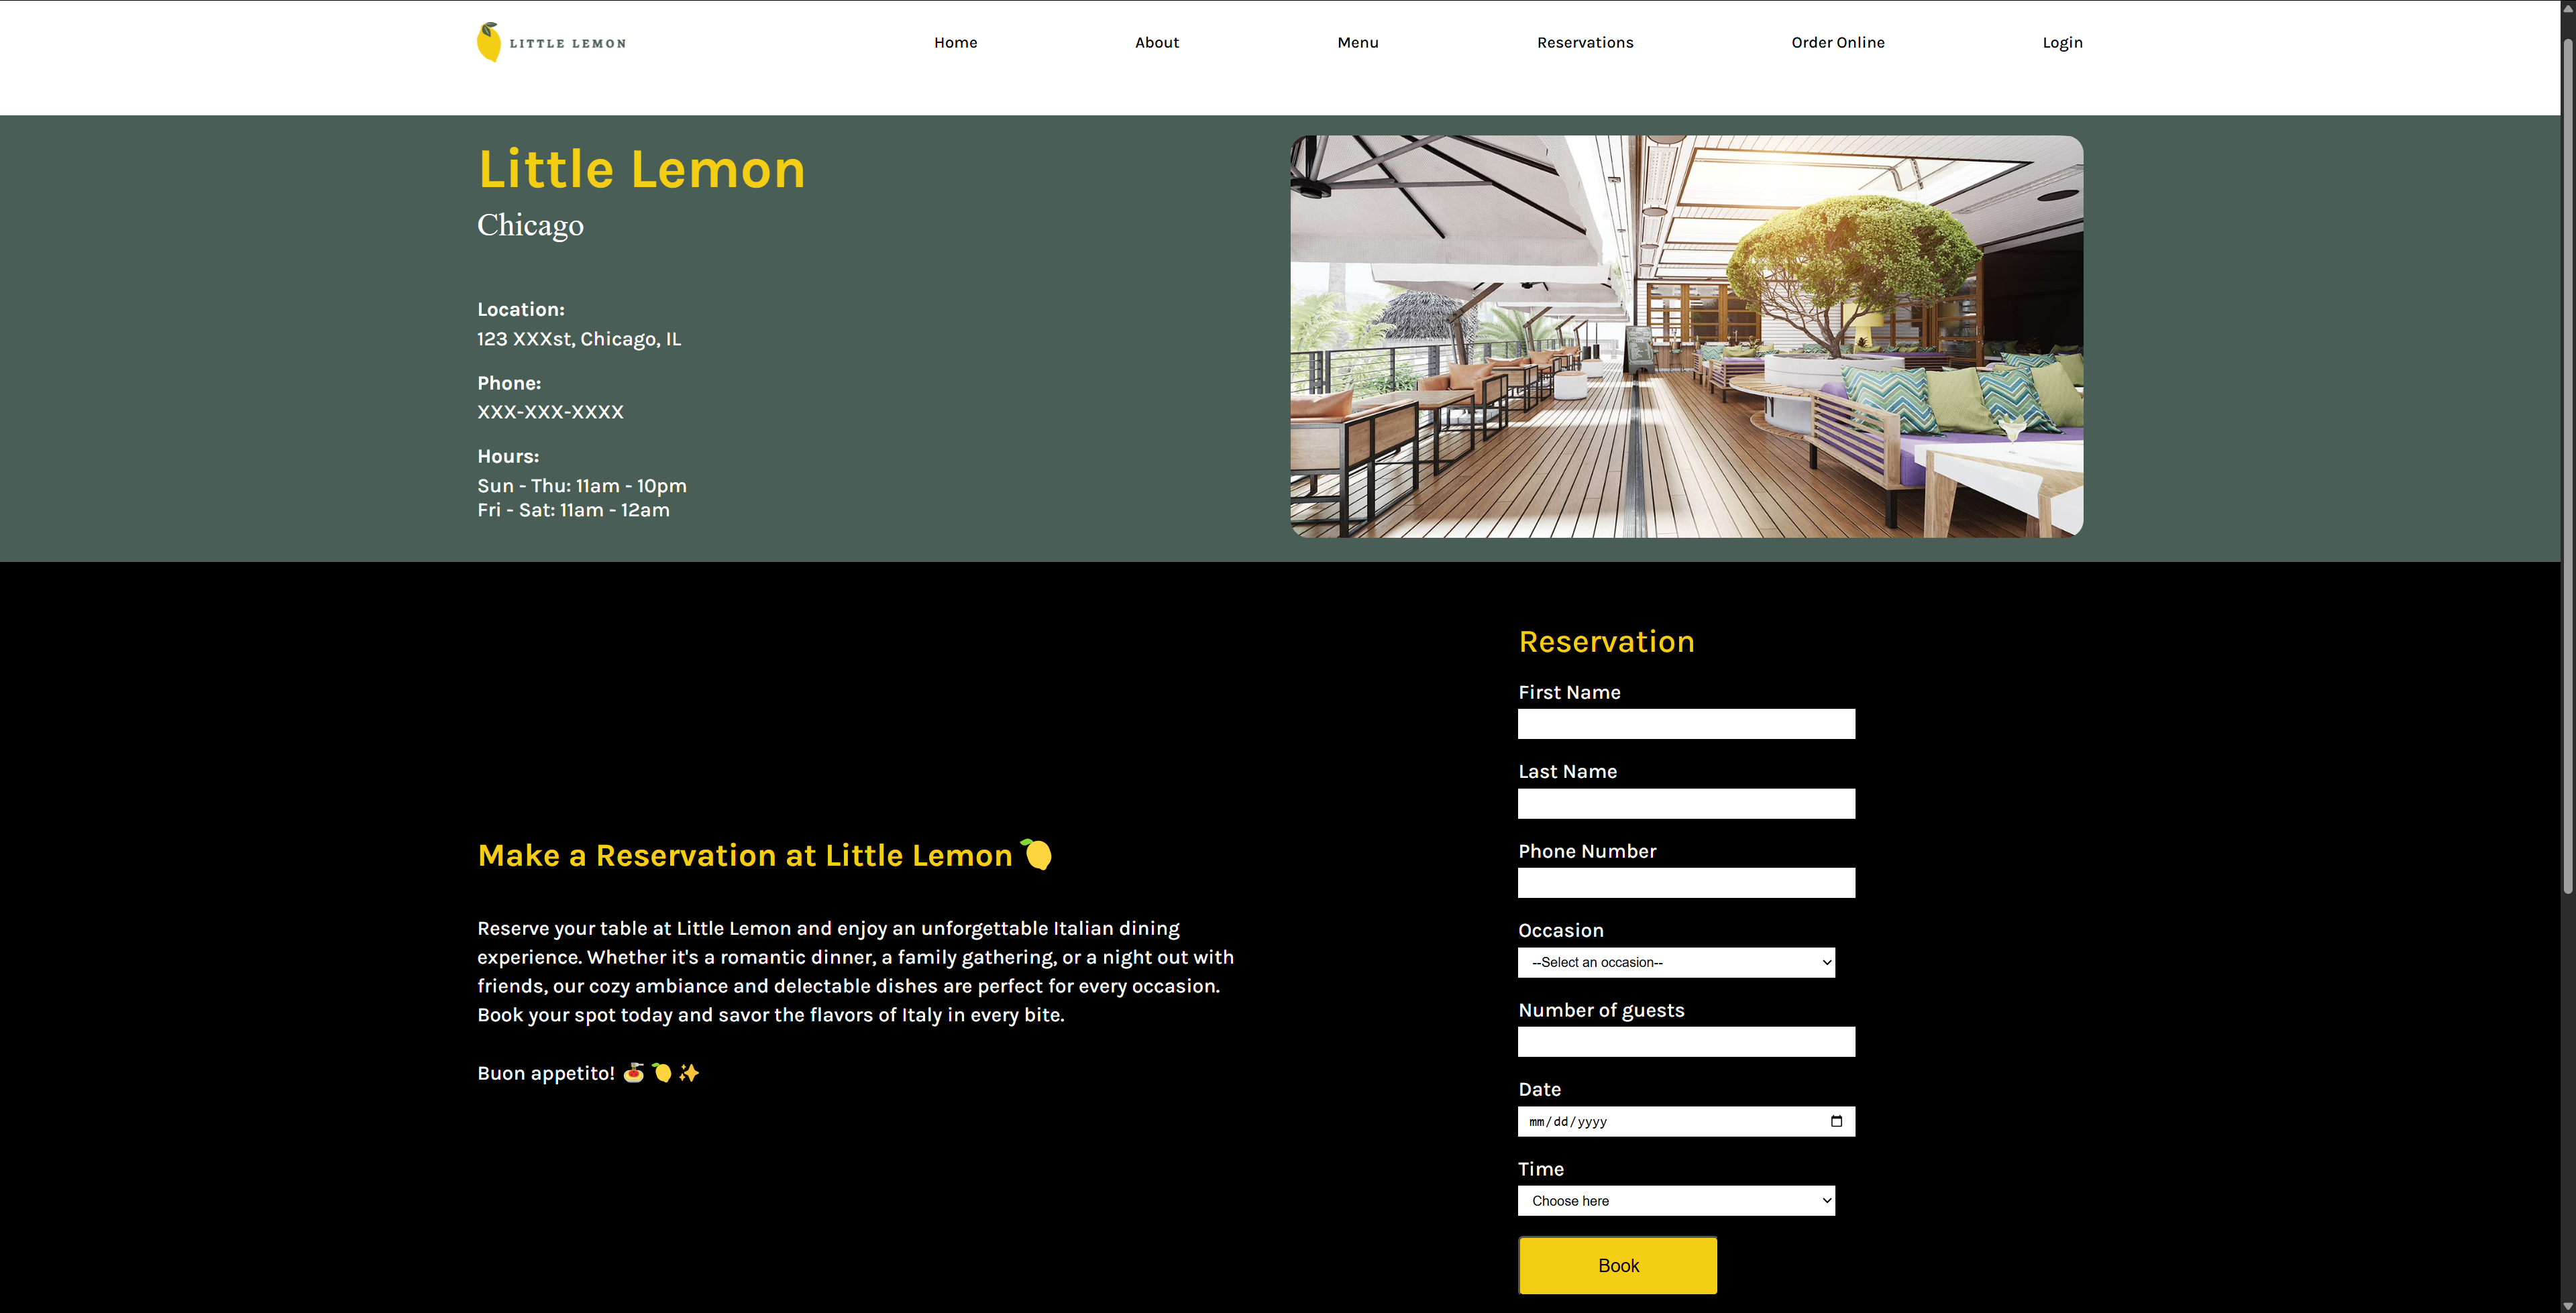 LITTLE LEMON
Home
About
Menu
Reservations
Order Online
Login
Little Lemon
Chicago
Location:
123 XXXst, Chicago, IL
Phone:
XXX-XXX-XXXX
Hours:
Sun - Thu: 11am - 10pm
Fri - Sat: 11am - 12am
Make a Reservation at Little Lemon 🍋
Reserve your table at Little Lemon and enjoy an unforgettable Italian dining
experience. Whether it's a romantic dinner, a family gathering, or a night out with
friends, our cozy ambiance and delectable dishes are perfect for every occasion.
Book your spot today and savor the flavors of Italy in every bite.
Buon appetito! 🍝🍋✨
Reservation
First Name
Last Name
Phone Number
Occasion
--Select an occasion--
Number of guests
Date
mm/dd/yyyy
Time
Choose here
Book